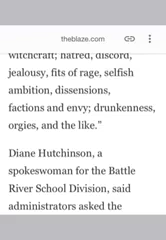 theblaze.com
witchcraft; hatred, discord,
jealousy, fits of rage, selfish
ambition, dissensions,
factions and envy; drunkenness,
orgies, and the like.”
Diane Hutchinson, a
spokeswoman for the Battle
River School Division, said
administrators asked the